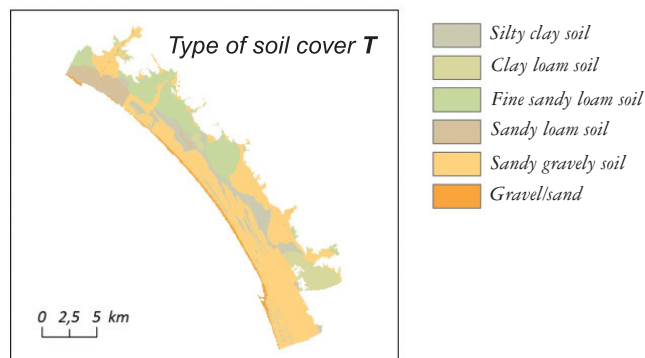 Type of soil cover T
0 2,5 5 km
Silty clay soil
Clay loam soil
Fine sandy loam soil
Sandy loam soil
Sandy gravely soil
Gravel/sand